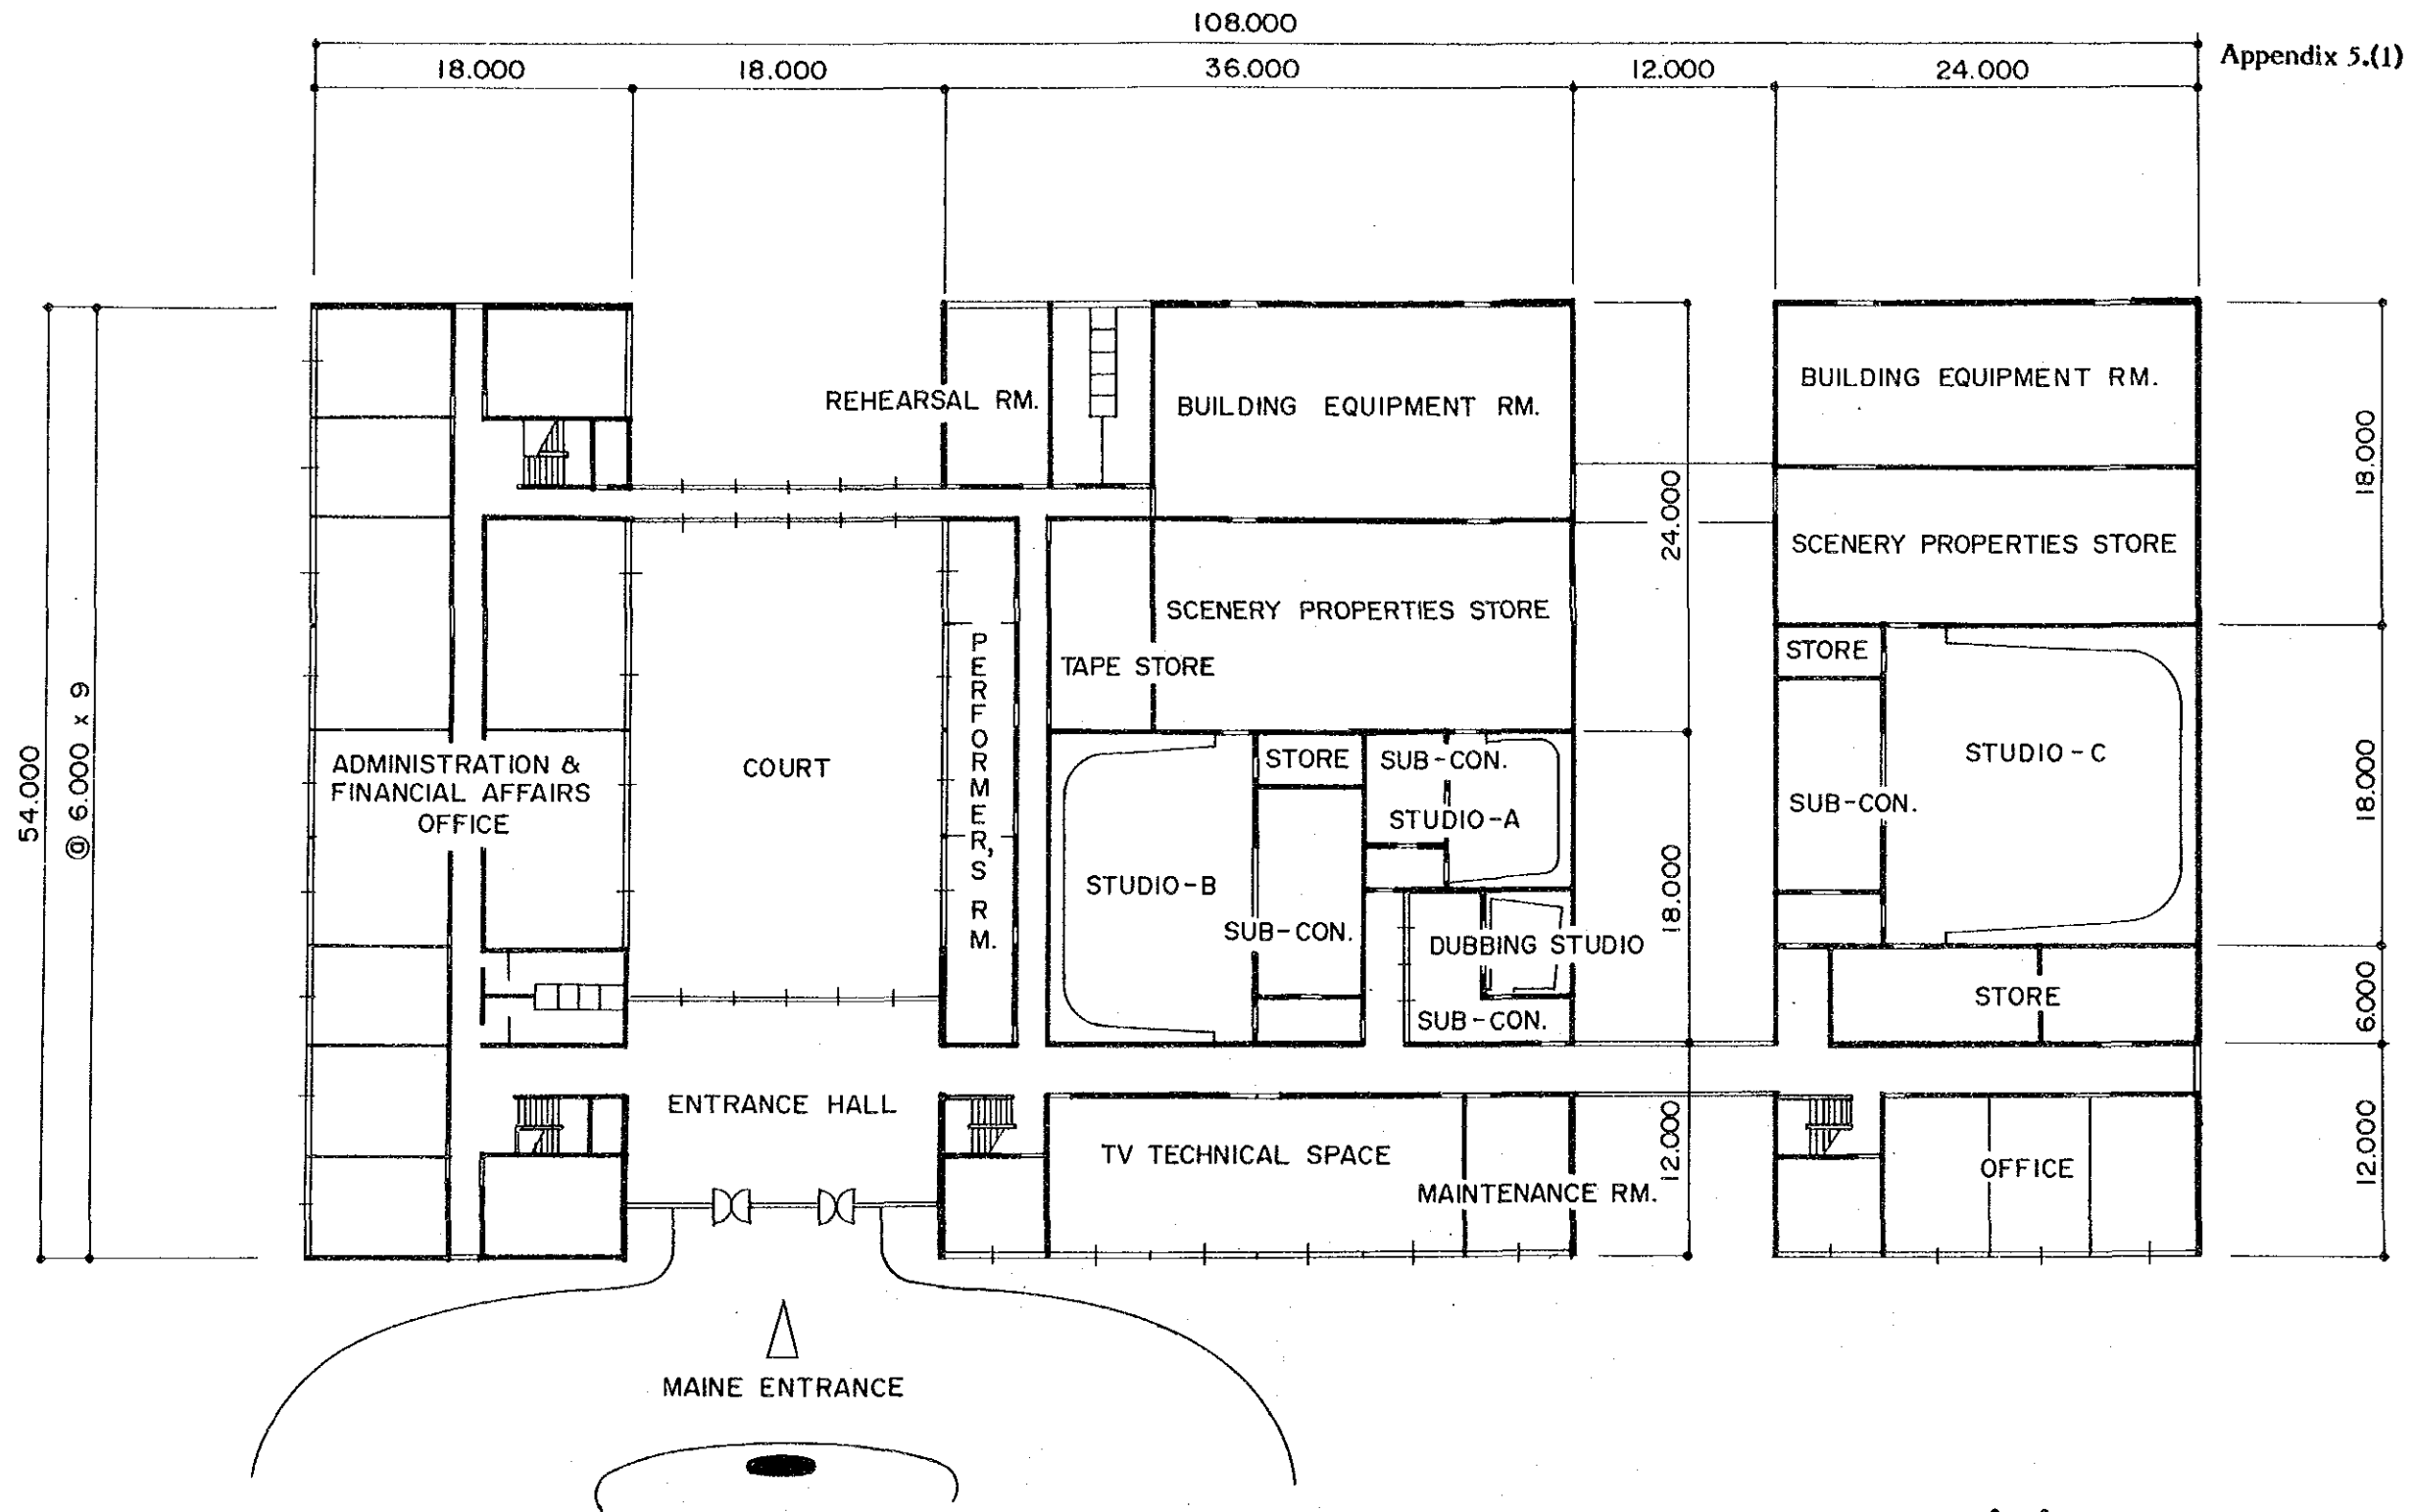 108.000
Appendix 5.(1)
18.000
18.000
36.000
12.000
24.000
REHEARSAL RM.
BUILDING EQUIPMENT RM.
BUILDING EQUIPMENT RM.
18.000
24.000
SCENERY PROPERTIES STORE
SCENERY PROPERTIES STORE
TAPE STORE
STORE
PERFORMER,S RM.
54.000
@ 6.000 x 9
ADMINISTRATION &
FINANCIAL AFFAIRS
OFFICE
COURT
STORE
SUB-CON.
STUDIO-A
STUDIO-B
SUB-CON.
DUBBING STUDIO
SUB-CON.
18.000
STUDIO-C
SUB-CON.
18.000
STORE
6.000
ENTRANCE HALL
TV TECHNICAL SPACE
MAINTENANCE RM.
12.000
OFFICE
12.000
MAINE ENTRANCE